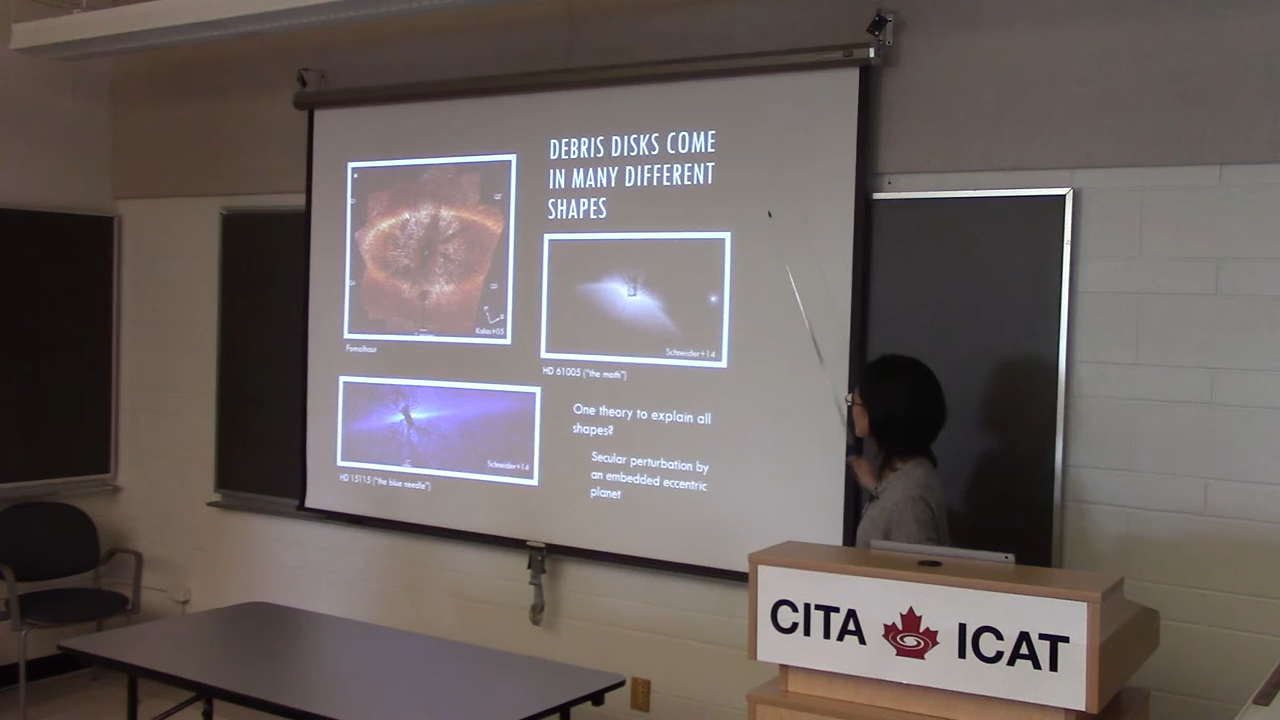 DEBRIS DISKS COME
IN MANY DIFFERENT
SHAPES
Kalas+05
Fomalhaut
Schneider+14
HD 61005 ("the moth")
Schneider+14
HD 15115 ("the blue needle")
One theory to explain all
shapes?
Secular perturbation by
an embedded eccentric
planet
CITA ICAT